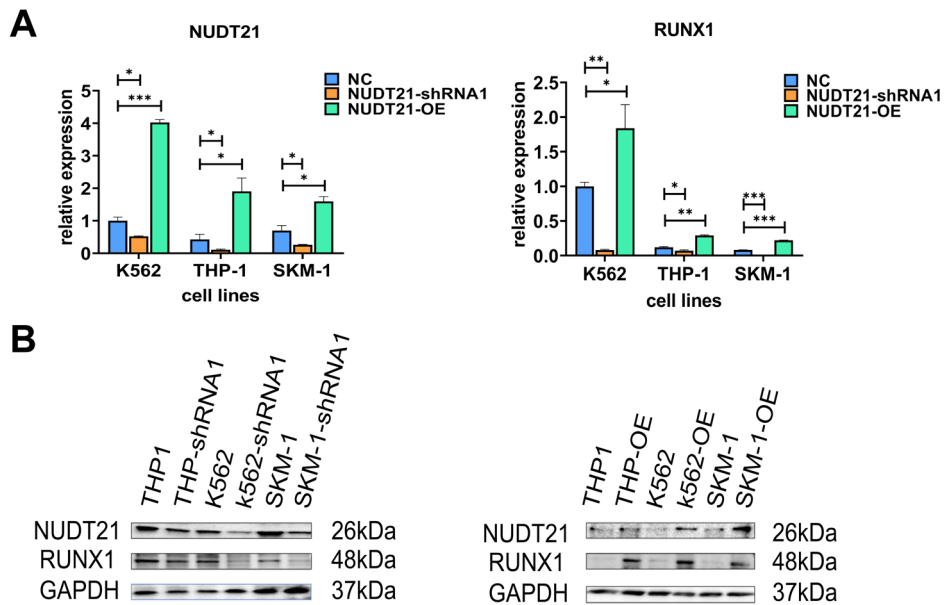 A
NUDT21
relative expression
0
1
2
3
4
5
*
***
*
*
*
*
K562
THP-1
SKM-1
cell lines
NC
NUDT21-shRNA1
NUDT21-OE
RUNX1
relative expression
0.0
0.5
1.0
1.5
2.0
2.5
**
*
*
**
***
***
K562
THP-1
SKM-1
cell lines
NC
NUDT21-shRNA1
NUDT21-OE
B
THP1
THP-shRNA1
K562
k562-shRNA1
SKM-1
SKM-1-shRNA1
NUDT21 26kDa
RUNX1 48kDa
GAPDH 37kDa
THP1
THP-OE
K562
k562-OE
SKM-1
SKM-1-OE
NUDT21 26kDa
RUNX1 48kDa
GAPDH 37kDa